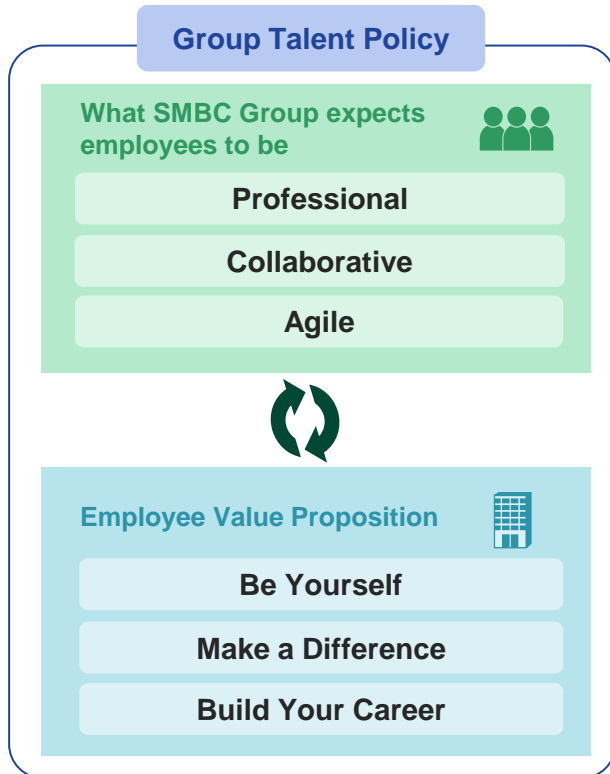 Group Talent Policy
What SMBC Group expects
employees to be
Professional
Collaborative
Agile
Employee Value Proposition
Be Yourself
Make a Difference
Build Your Career